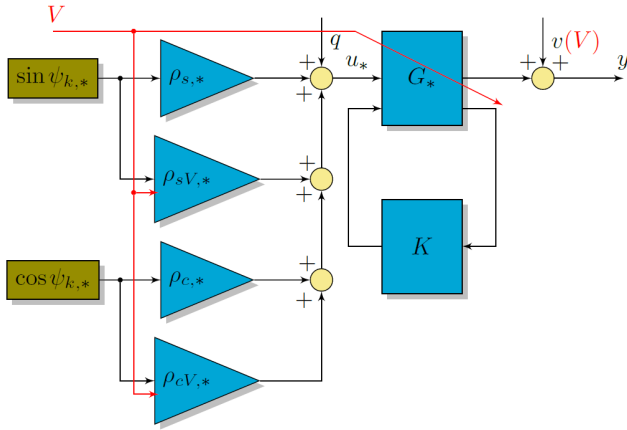 V
q
v(V)
sin ψ_{k,*}
ρ_{s,*}
+
+
u_*
G_*
+
+
y
ρ_{sV,*}
+
+
cos ψ_{k,*}
ρ_{c,*}
+
+
K
ρ_{cV,*}